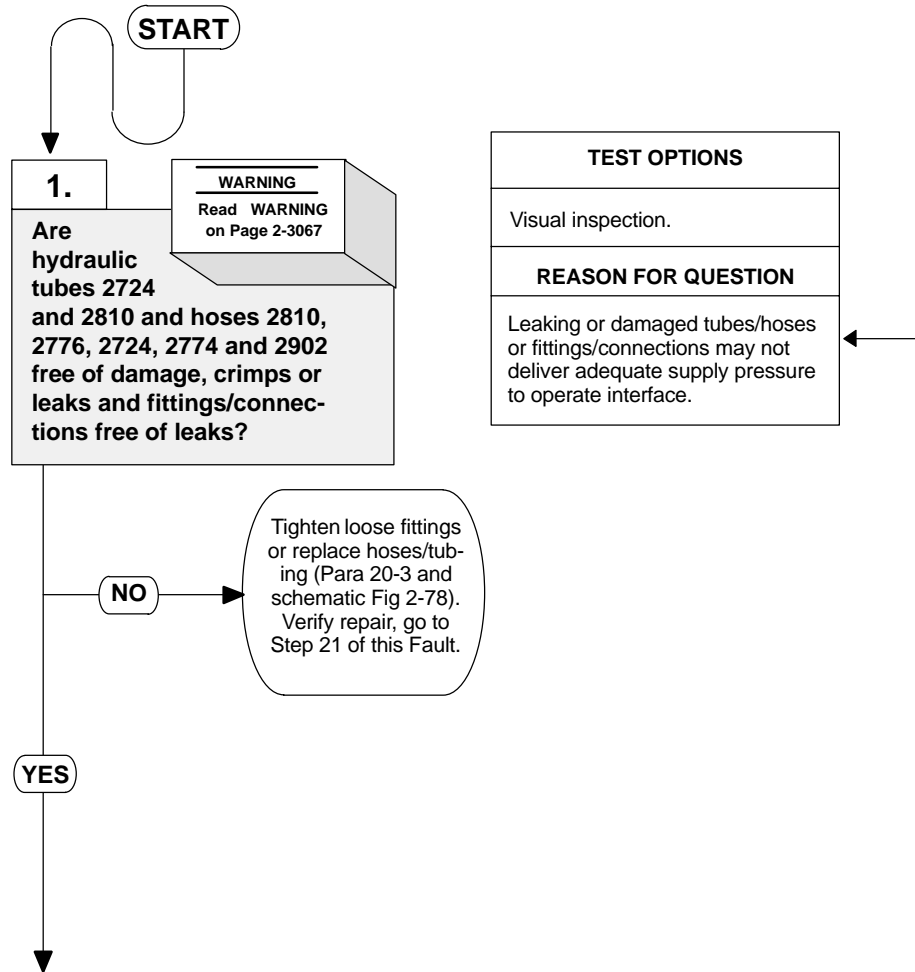 START
1.
WARNING
Read WARNING
on Page 2-3067
Are
hydraulic
tubes 2724
and 2810 and hoses 2810,
2776, 2724, 2774 and 2902
free of damage, crimps or
leaks and fittings/connec-
tions free of leaks?
TEST OPTIONS
Visual inspection.
REASON FOR QUESTION
Leaking or damaged tubes/hoses
or fittings/connections may not
deliver adequate supply pressure
to operate interface.
NO
Tighten loose fittings
or replace hoses/tub-
ing (Para 20-3 and
schematic Fig 2-78).
Verify repair, go to
Step 21 of this Fault.
YES